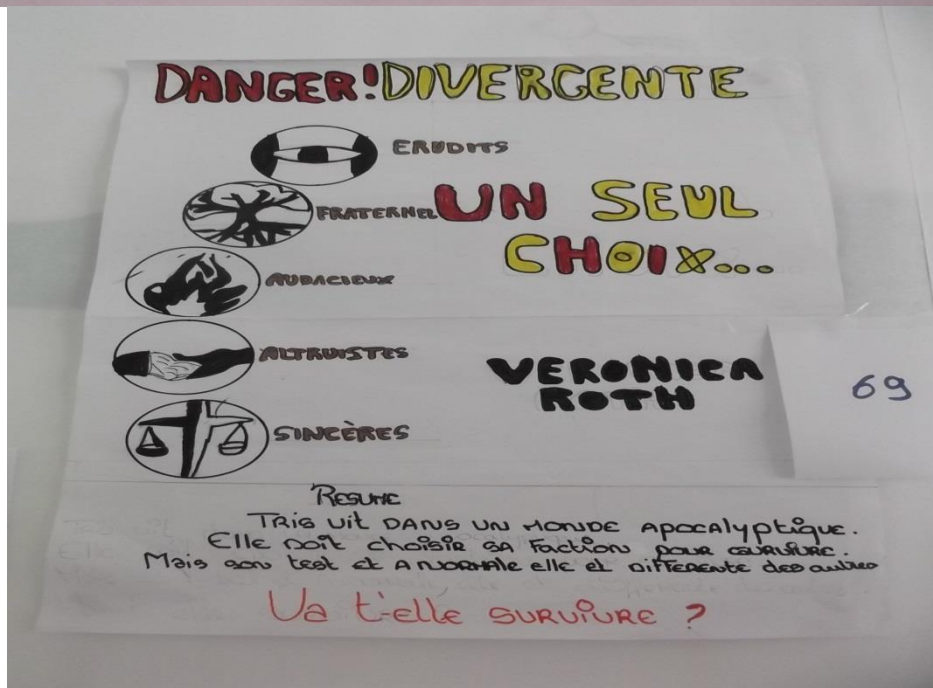 DANGER! DIVERGENTE
ERUDITS
FRATERNEL
UN SEUL
CHOIX...
AUDACIEUX
ALTRUISTES
SINCÈRES
VERONICA
ROTH
69
RESUME
TRIS VIT DANS UN MONDE APOCALYPTIQUE.
Elle DOIT choisir SA Faction POUR SURVIVRE.
Mais son test et ANORMALE elle et DIFFERENTE des autres
Va t'elle SURVIVRE ?